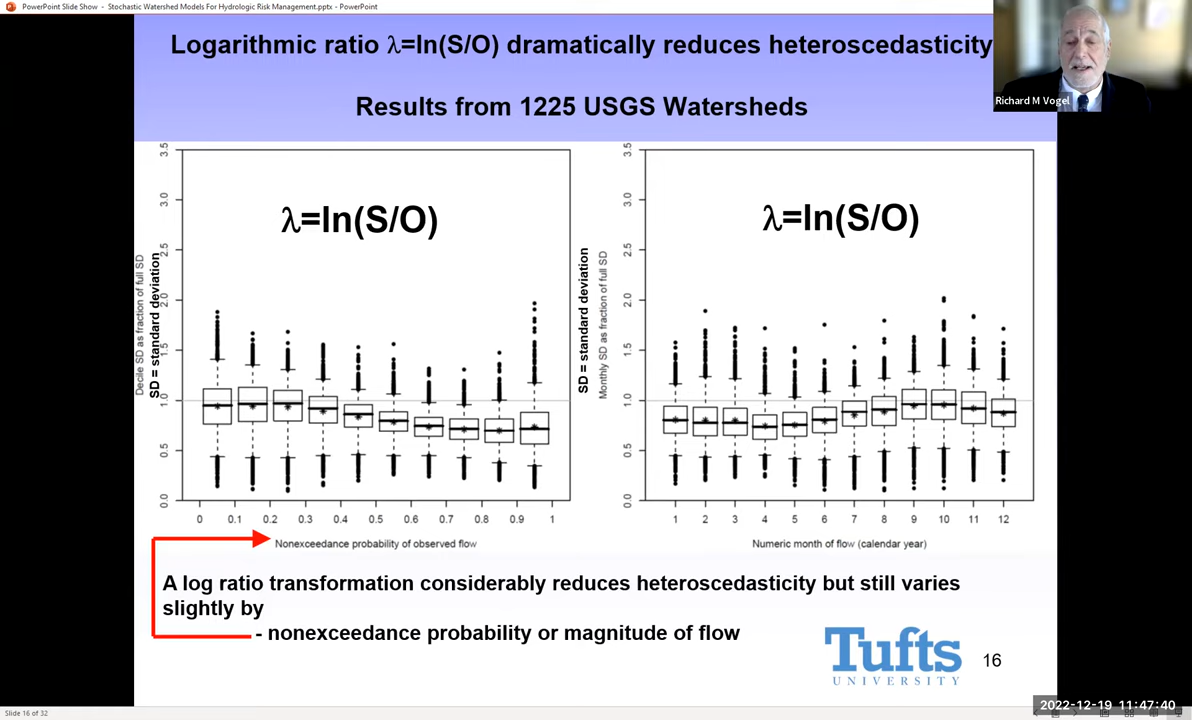 PowerPoint Slide Show - Stochastic Watershed Models For Hydrologic Risk Management.pptx - PowerPoint
Logarithmic ratio λ=ln(S/O) dramatically reduces heteroscedasticity
Results from 1225 USGS Watersheds
Richard M Vogel
λ=ln(S/O)
Decile SD as fraction of full SD
SD = standard deviation
3.5
3.0
2.5
2.0
1.5
1.0
0.5
0.0
0 0.1 0.2 0.3 0.4 0.5 0.6 0.7 0.8 0.9 1
Nonexceedance probability of observed flow
λ=ln(S/O)
SD = standard deviation
Monthly SD as fraction of full SD
3.5
3.0
2.5
2.0
1.5
1.0
0.5
0.0
1 2 3 4 5 6 7 8 9 10 11 12
Numeric month of flow (calendar year)
A log ratio transformation considerably reduces heteroscedasticity but still varies
slightly by
- nonexceedance probability or magnitude of flow
Tufts
UNIVERSITY
16
2022-12-19 11:47:40
Slide 16 of 32